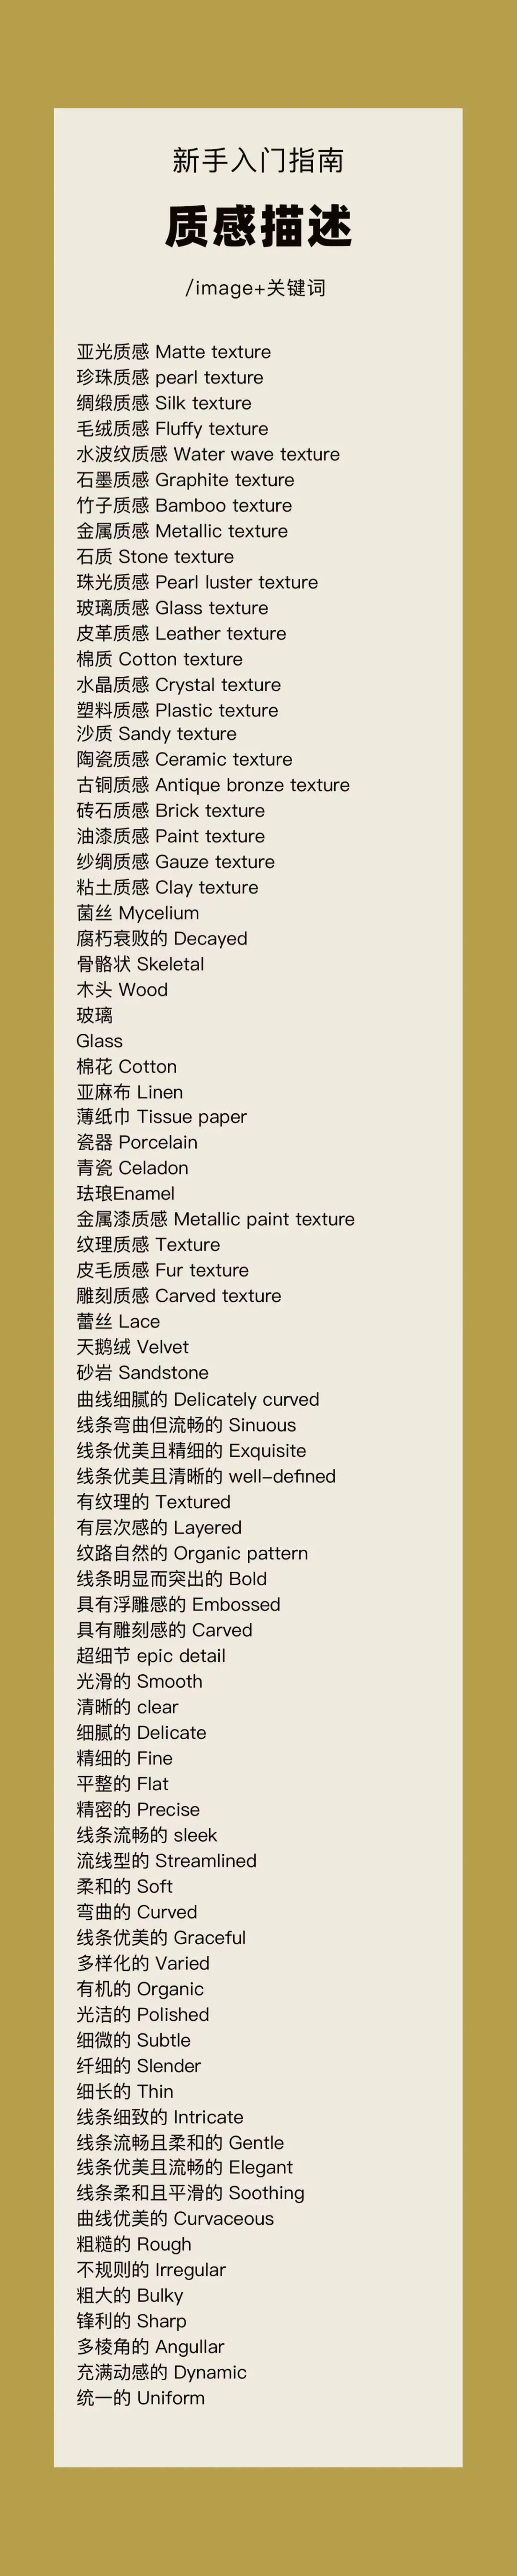 新手入门指南
质感描述
/image+关键词
亚光质感 Matte texture
珍珠质感 pearl texture
绸缎质感 Silk texture
毛绒质感 Fluffy texture
水波纹质感 Water wave texture
石墨质感 Graphite texture
竹子质感 Bamboo texture
金属质感 Metallic texture
石质 Stone texture
珠光质感 Pearl luster texture
玻璃质感 Glass texture
皮革质感 Leather texture
棉质 Cotton texture
水晶质感 Crystal texture
塑料质感 Plastic texture
沙质 Sandy texture
陶瓷质感 Ceramic texture
古铜质感 Antique bronze texture
砖石质感 Brick texture
油漆质感 Paint texture
纱绸质感 Gauze texture
粘土质感 Clay texture
菌丝 Mycelium
腐朽衰败的 Decayed
骨骼状 Skeletal
木头 Wood
玻璃
Glass
棉花 Cotton
亚麻布 Linen
薄纸巾 Tissue paper
瓷器 Porcelain
青瓷 Celadon
珐琅Enamel
金属漆质感 Metallic paint texture
纹理质感 Texture
皮毛质感 Fur texture
雕刻质感 Carved texture
蕾丝 Lace
天鹅绒 Velvet
砂岩 Sandstone
曲线细腻的 Delicately curved
线条弯曲但流畅的 Sinuous
线条优美且精细的 Exquisite
线条优美且清晰的 well-defined
有纹理的 Textured
有层次感的 Layered
纹路自然的 Organic pattern
线条明显而突出的 Bold
具有浮雕感的 Embossed
具有雕刻感的 Carved
超细节 epic detail
光滑的 Smooth
清晰的 clear
细腻的 Delicate
精细的 Fine
平整的 Flat
精密的 Precise
线条流畅的 sleek
流线型的 Streamlined
柔和的 Soft
弯曲的 Curved
线条优美的 Graceful
多样化的 Varied
有机的 Organic
光洁的 Polished
细微的 Subtle
纤细的 Slender
细长的 Thin
线条细致的 Intricate
线条流畅且柔和的 Gentle
线条优美且流畅的 Elegant
线条柔和且平滑的 Soothing
曲线优美的 Curvaceous
粗糙的 Rough
不规则的 Irregular
粗大的 Bulky
锋利的 Sharp
多棱角的 Angullar
充满动感的 Dynamic
统一的 Uniform